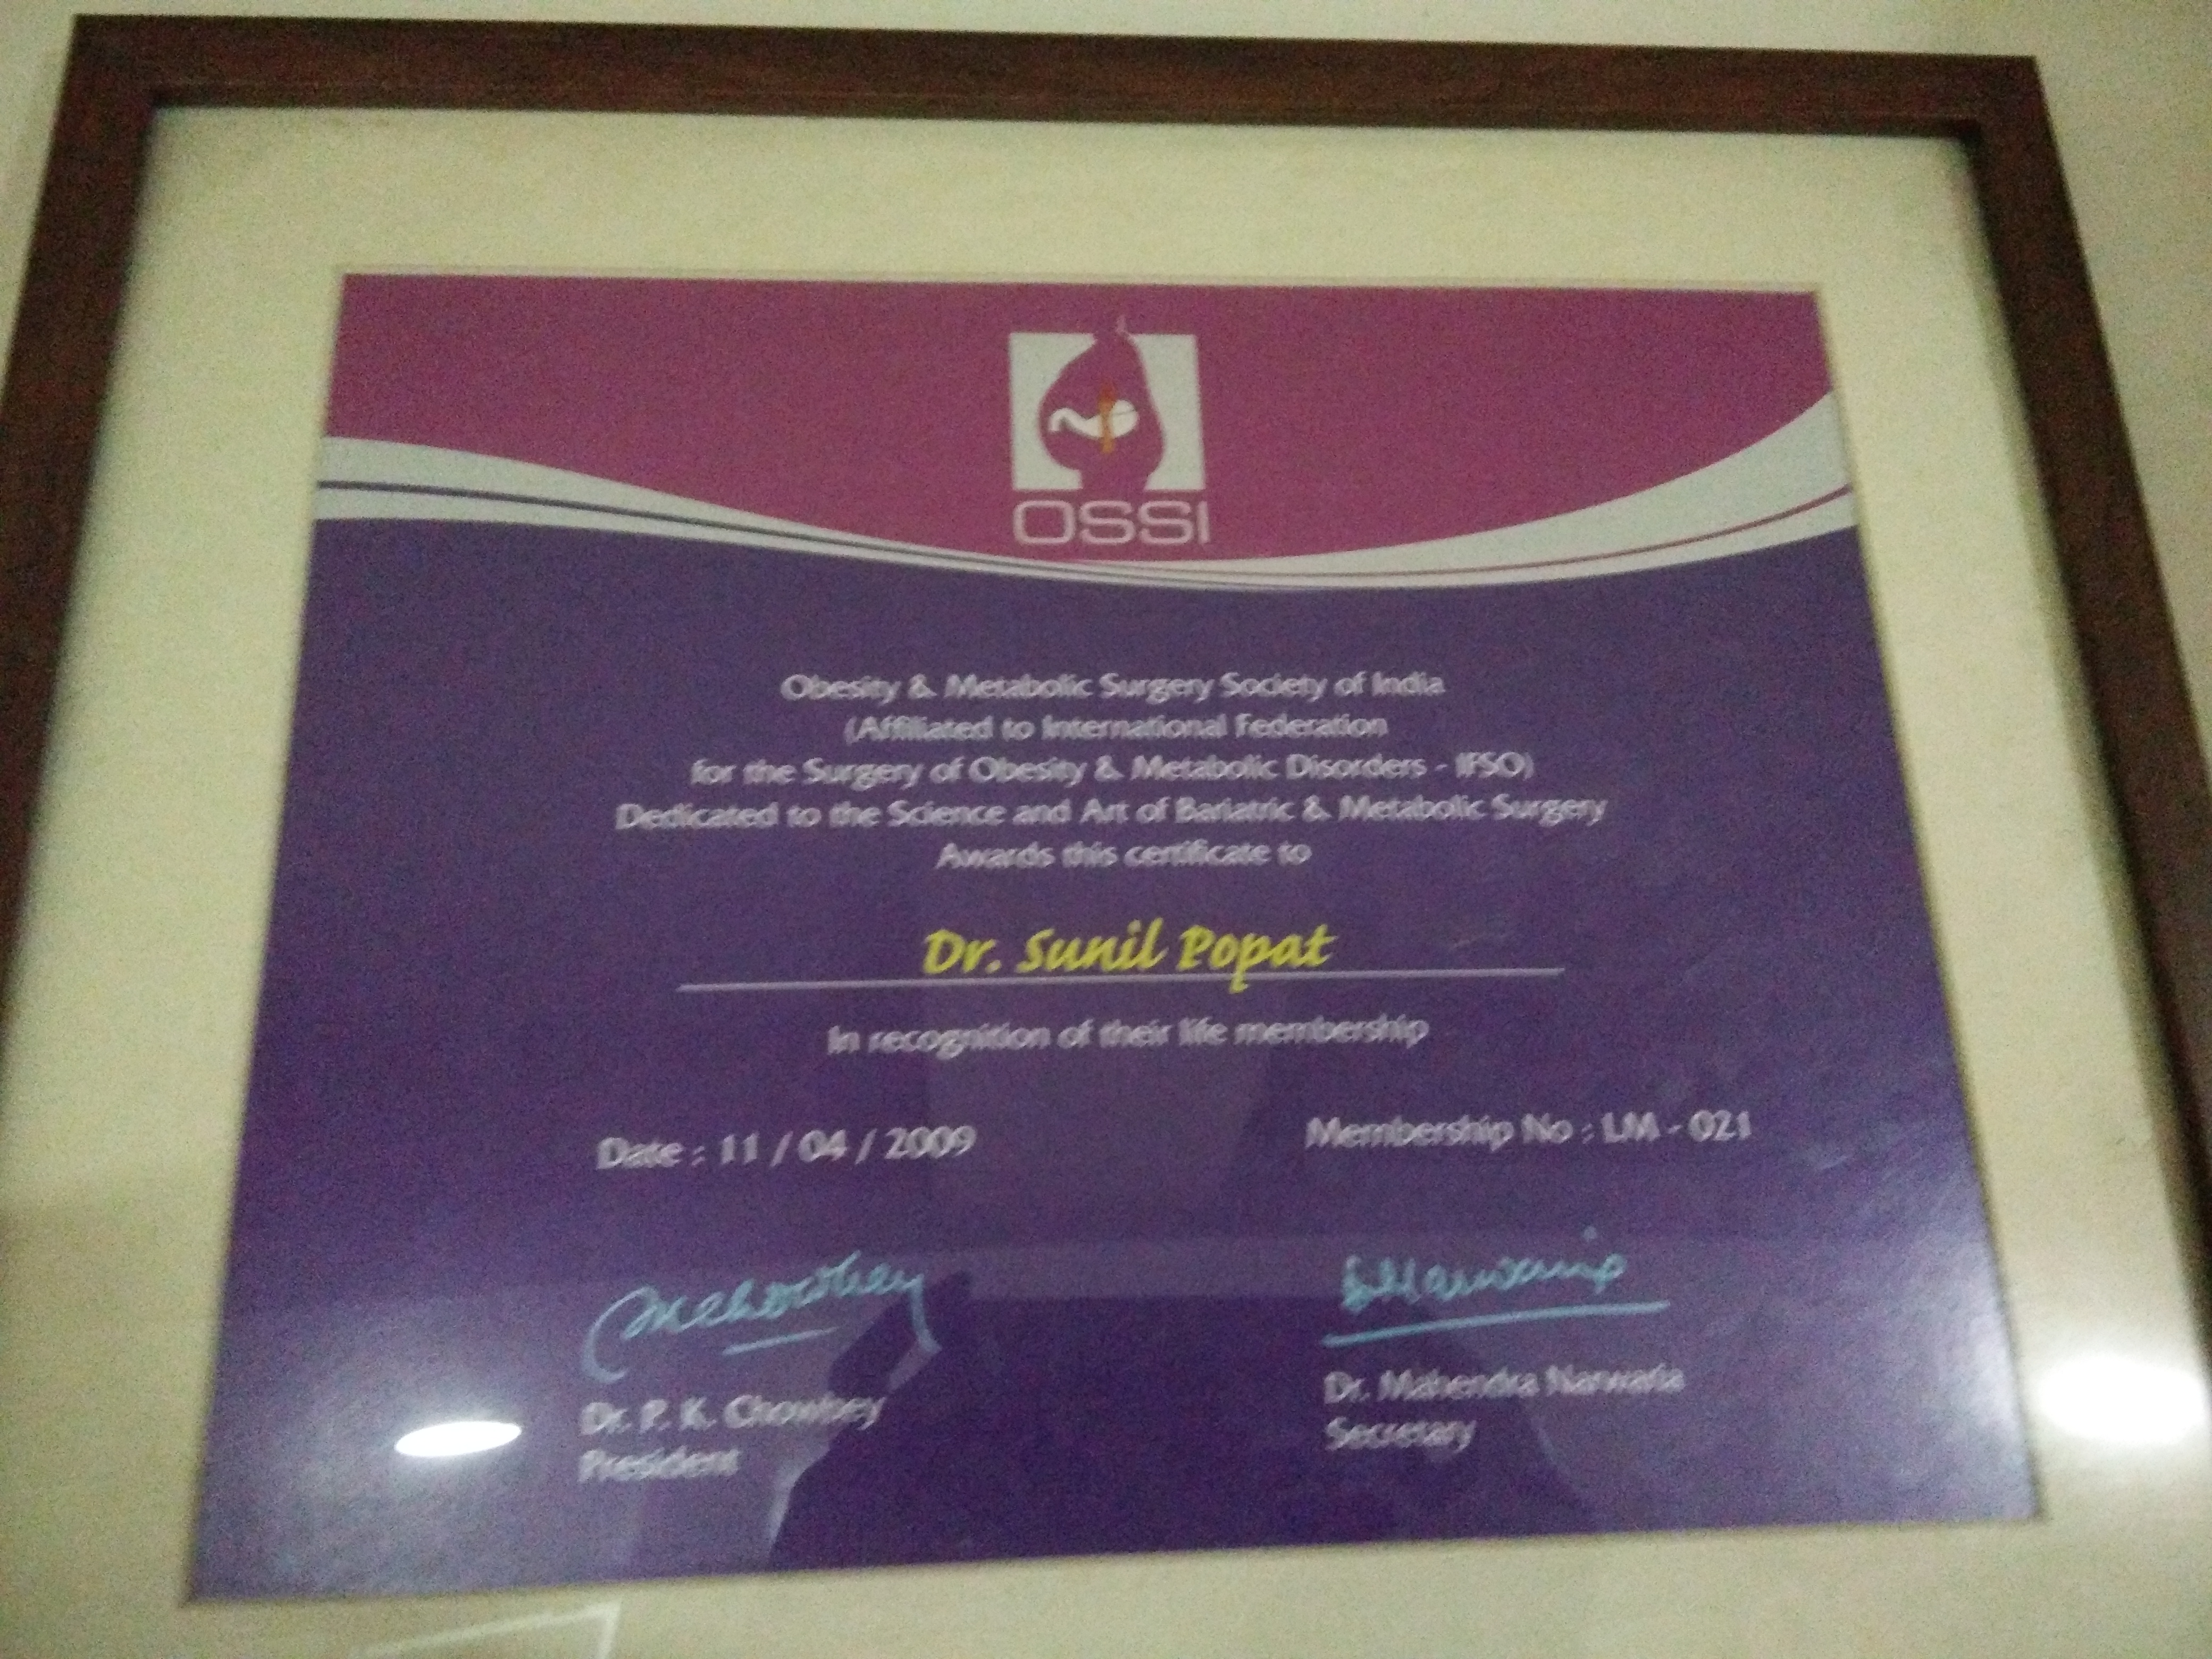 OSSI
Obesity & Metabolic Surgery Society of India
(Affiliated to International Federation
for the Surgery of Obesity & Metabolic Disorders - IFSO)
Dedicated to the Science and Art of Bariatric & Metabolic Surgery
Awards this certificate to
Dr. Sunil Popat
In recognition of their life membership
Date : 11 / 04 / 2009
Membership No : LM - 021
Dr. P. K. Chowbey
President
Dr. Mahendra Narwaria
Secretary